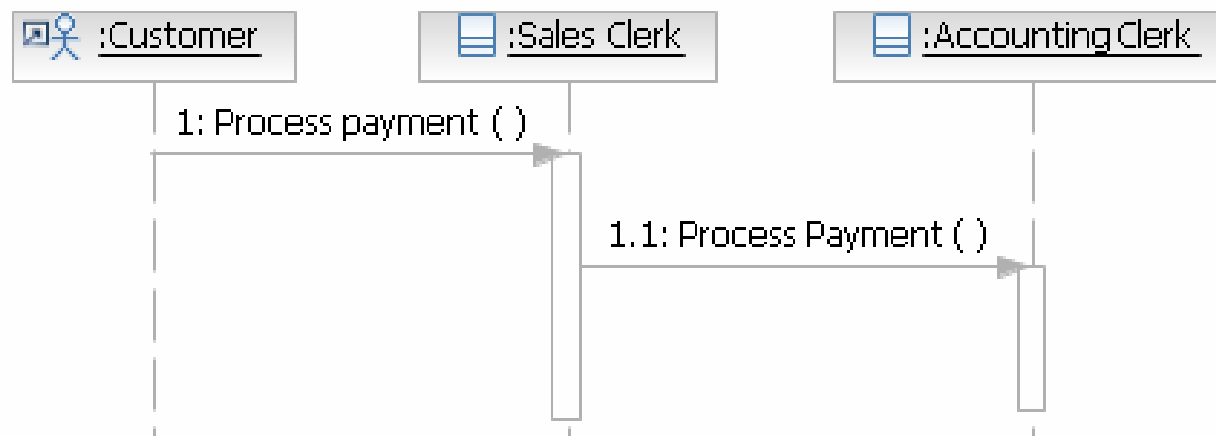 :Customer
:Sales Clerk
:Accounting Clerk
1: Process payment ( )
1.1: Process Payment ( )